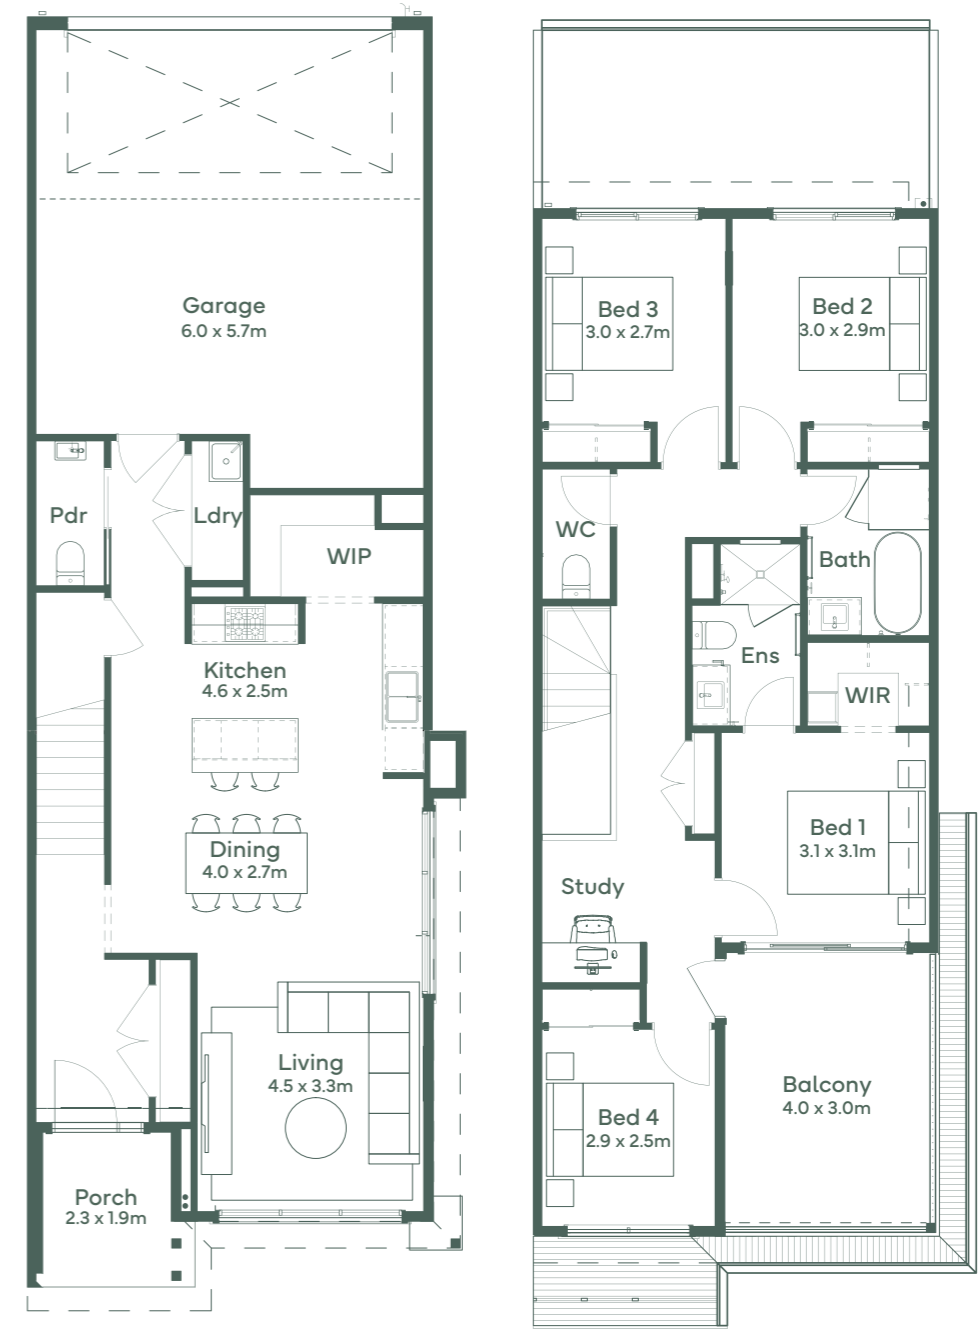 Garage
6.0 x 5.7m
Pdr
Ldry
WIP
Kitchen
4.6 x 2.5m
Dining
4.0 x 2.7m
Living
4.5 x 3.3m
Porch
2.3 x 1.9m
Bed 3
3.0 x 2.7m
Bed 2
3.0 x 2.9m
WC
Bath
Ens
WIR
Bed 1
3.1 x 3.1m
Study
Balcony
4.0 x 3.0m
Bed 4
2.9 x 2.5m